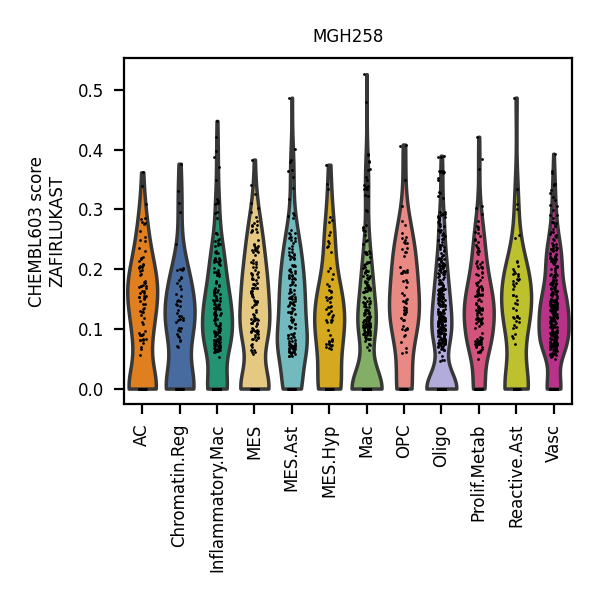 MGH258
CHEMBL603 score
ZAFIRLUKAST
0.5
0.4
0.3
0.2
0.1
0.0
AC
Chromatin.Reg
Inflammatory.Mac
MES
MES.Ast
MES.Hyp
Mac
OPC
Oligo
Prolif.Metab
Reactive.Ast
Vasc